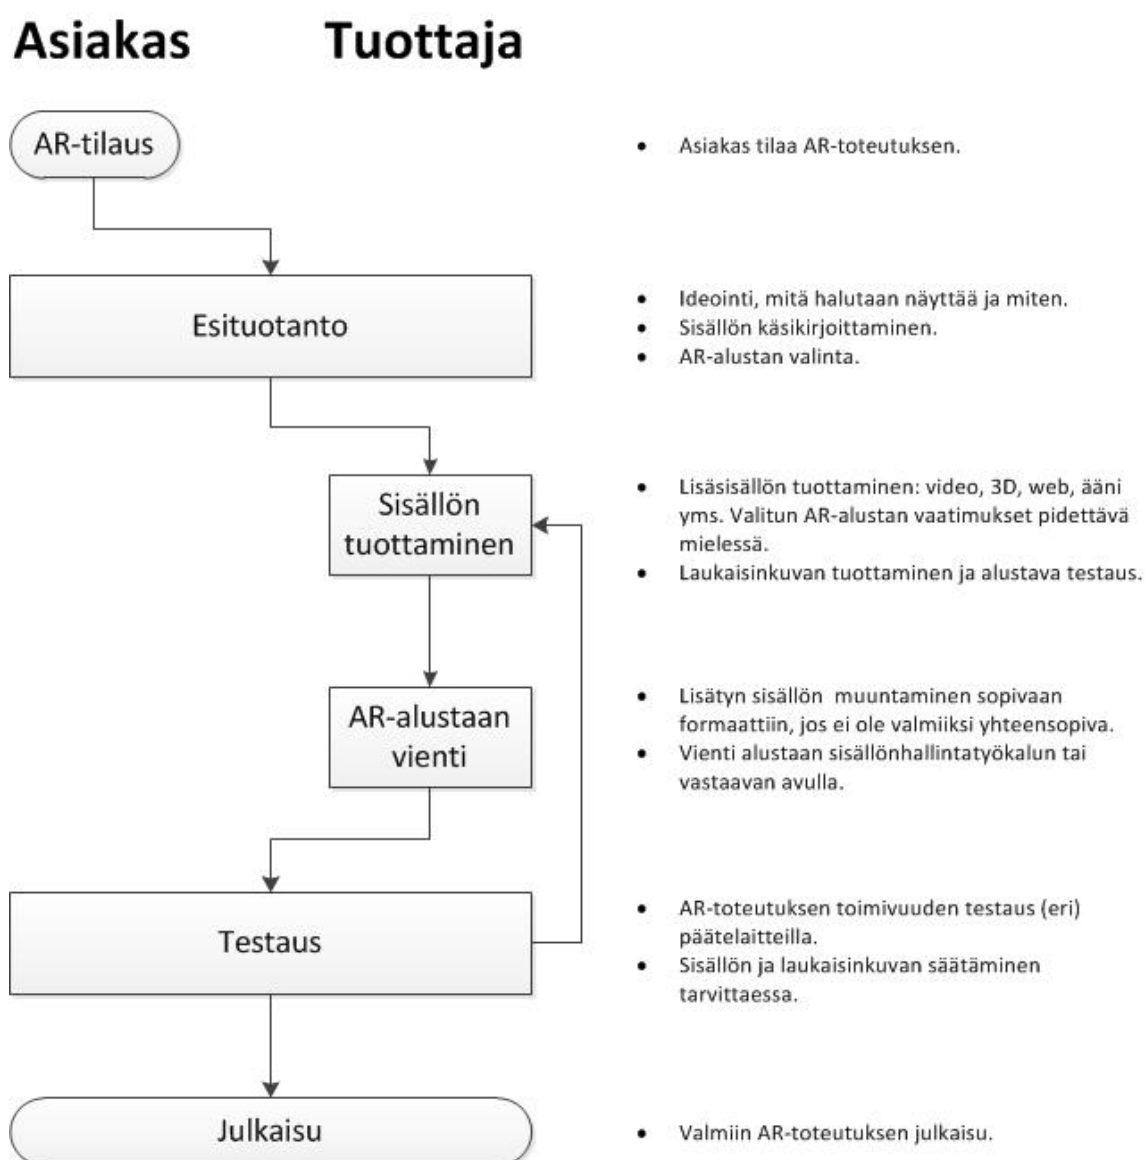 Asiakas Tuottaja
AR-tilaus
• Asiakas tilaa AR-toteutuksen.
Esituotanto
• Ideointi, mitä halutaan näyttää ja miten.
• Sisällön käsikirjoittaminen.
• AR-alustan valinta.
Sisällön
tuottaminen
• Lisäsisällön tuottaminen: video, 3D, web, ääni
yms. Valitun AR-alustan vaatimukset pidettävä
mielessä.
• Laukaisinkuvan tuottaminen ja alustava testaus.
AR-alustaan
vienti
• Lisätyn sisällön muuntaminen sopivaan
formaattiin, jos ei ole valmiiksi yhteensopiva.
• Vienti alustaan sisällönhallintatyökalun tai
vastaavan avulla.
Testaus
• AR-toteutuksen toimivuuden testaus (eri)
päätelaitteilla.
• Sisällön ja laukaisinkuvan säätäminen
tarvittaessa.
Julkaisu
• Valmiin AR-toteutuksen julkaisu.